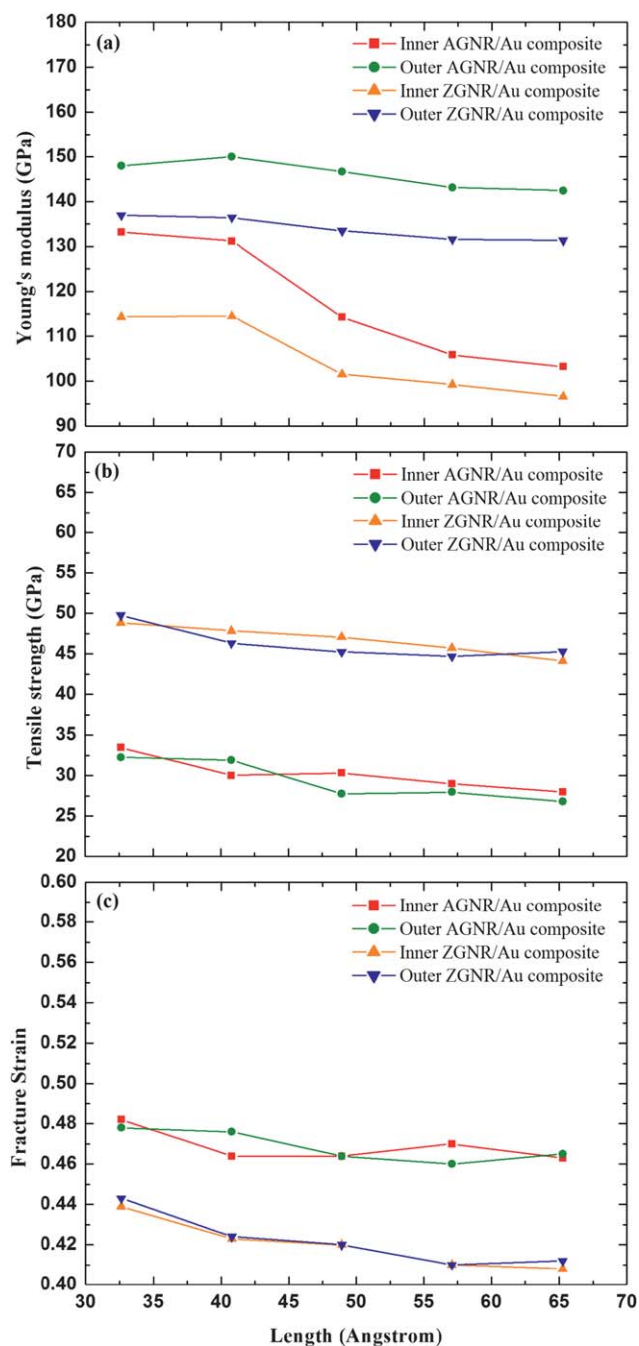 (a)
Inner AGNR/Au composite
Outer AGNR/Au composite
Inner ZGNR/Au composite
Outer ZGNR/Au composite
Young's modulus (GPa)
180
170
160
150
140
130
120
110
100
90
(b)
Inner AGNR/Au composite
Outer AGNR/Au composite
Inner ZGNR/Au composite
Outer ZGNR/Au composite
Tensile strength (GPa)
70
65
60
55
50
45
40
35
30
25
20
(c)
Inner AGNR/Au composite
Outer AGNR/Au composite
Inner ZGNR/Au composite
Outer ZGNR/Au composite
Fracture Strain
0.60
0.58
0.56
0.54
0.52
0.50
0.48
0.46
0.44
0.42
0.40
30 35 40 45 50 55 60 65 70
Length (Angstrom)